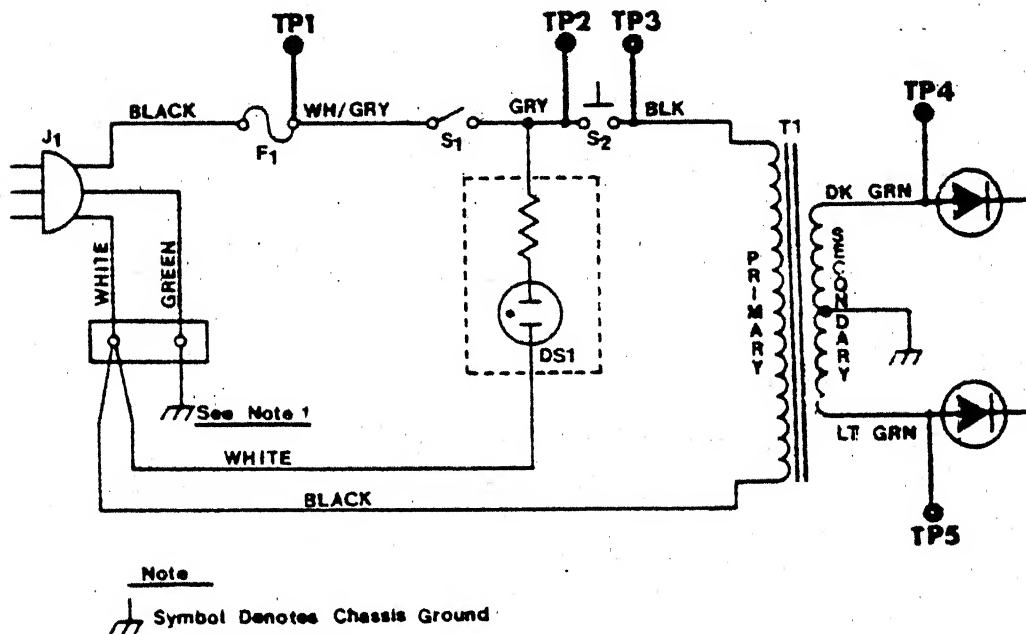 TP1
TP2
TP3
TP4
BLACK
WH/GRY
GRY
BLK
J1
F1
S1
S2
T1
DK GRN
WHITE
GREEN
PRIMARY
SECONDARY
DS1
See Note 1
LT GRN
WHITE
BLACK
TP5
Note
Symbol Denotes Chassis Ground